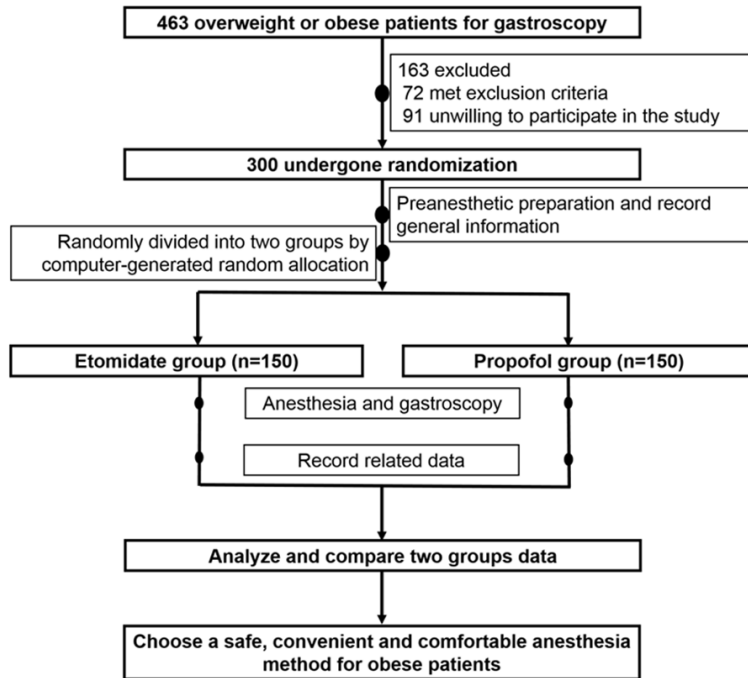 463 overweight or obese patients for gastroscopy
163 excluded
72 met exclusion criteria
91 unwilling to participate in the study
300 undergone randomization
Preanesthetic preparation and record
general information
Randomly divided into two groups by
computer-generated random allocation
Etomidate group (n=150)
Propofol group (n=150)
Anesthesia and gastroscopy
Record related data
Analyze and compare two groups data
Choose a safe, convenient and comfortable anesthesia
method for obese patients